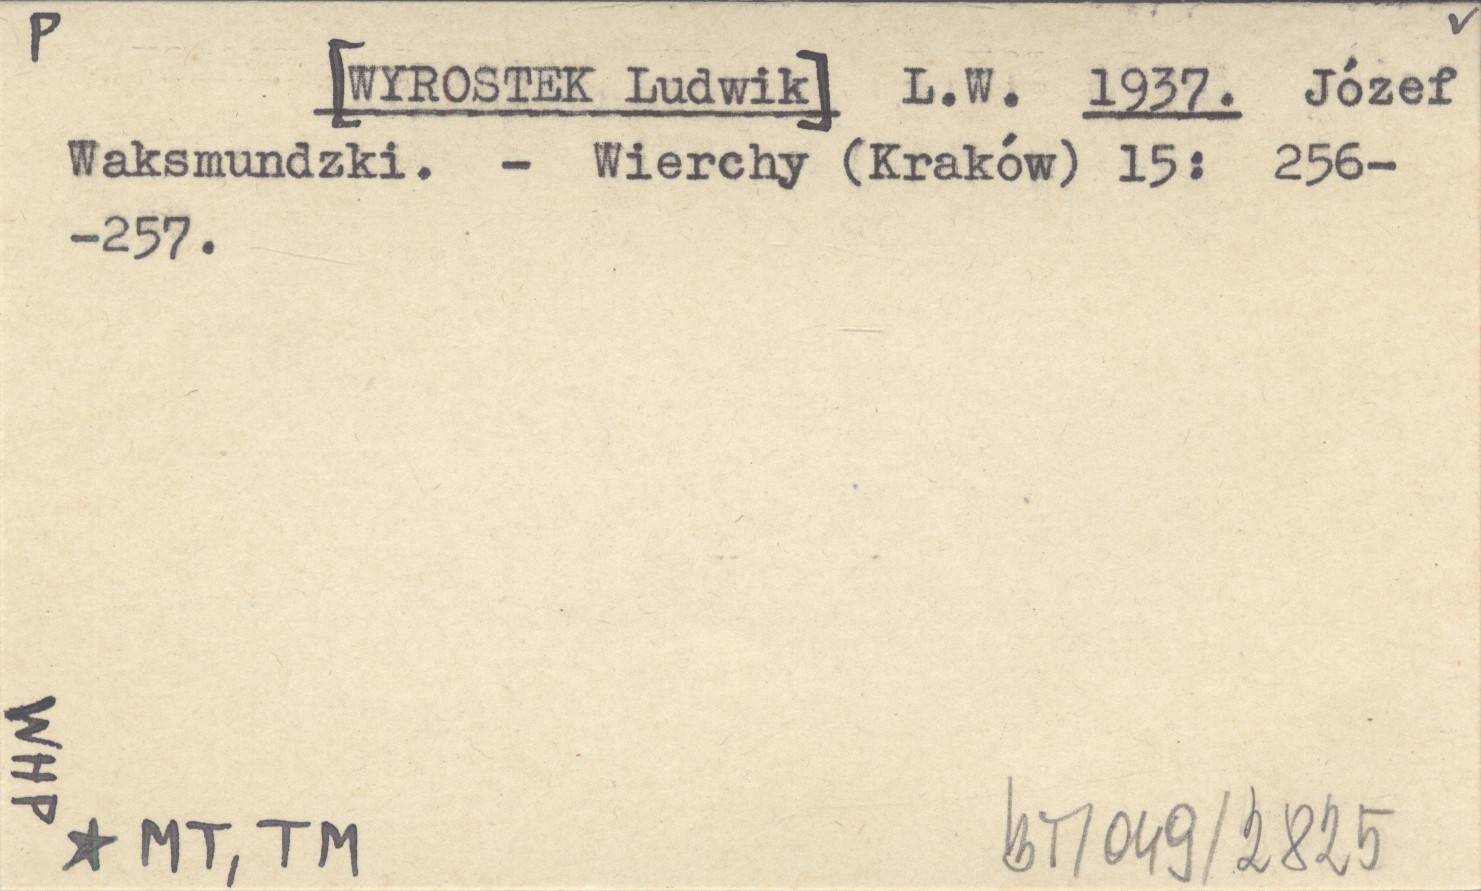 P ✓
[WYROSTEK Ludwik] L.W. 1937. Józef
Waksmundzki. - Wierchy (Kraków) 15: 256-
-257.
WHP
★ MT, TM
BT/049/2825